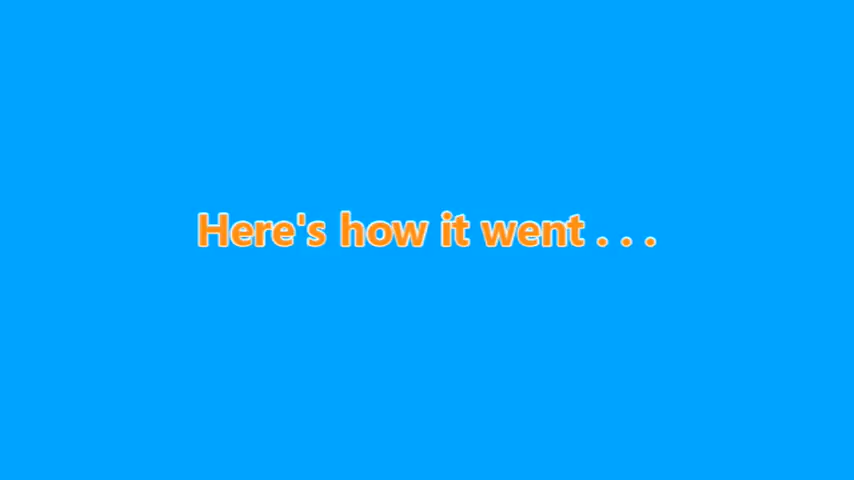 Here's how it went . . .